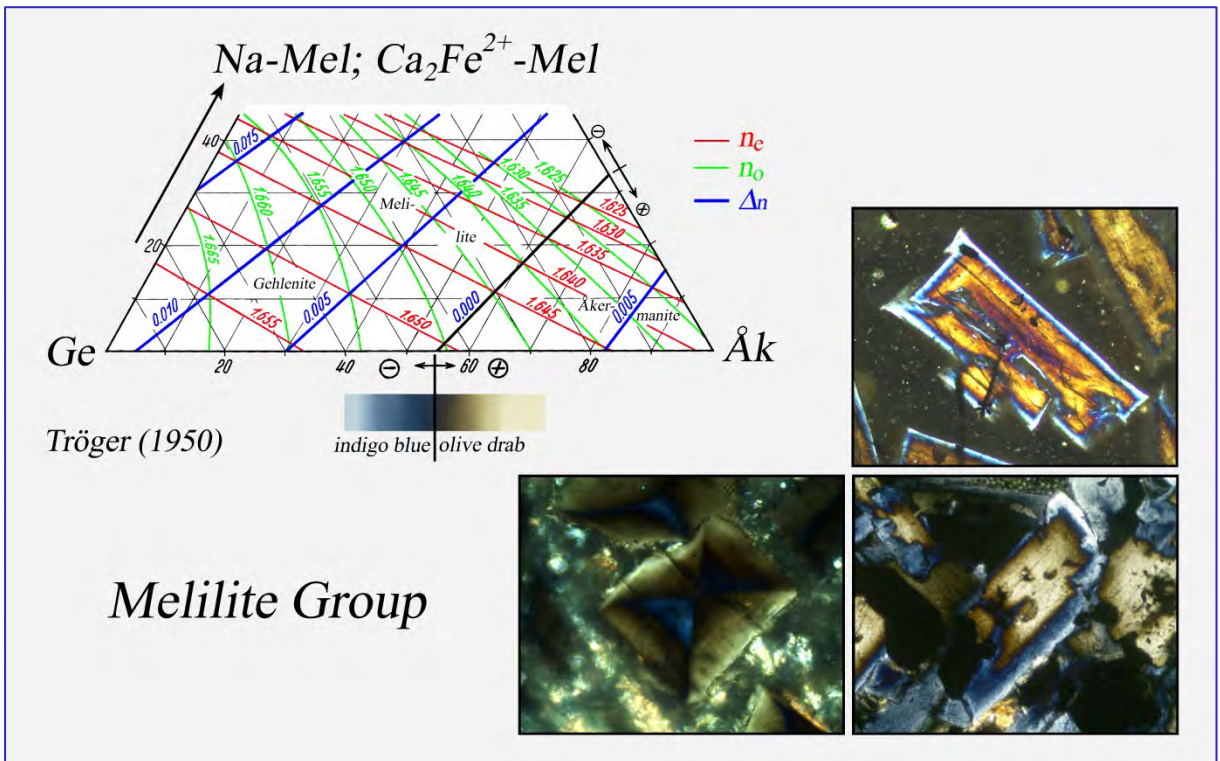 Na-Mel; Ca₂Fe²⁺-Mel
40
20
0.015
0.010
1.665
1.660
1.655
1.650
1.645
1.640
1.635
1.630
1.625
Meli-
lite
Gehlenite
Åker-
manite
0.005
0.000
0.005
1.655
1.650
1.645
1.640
1.635
1.630
1.625
⊖
⊕
nₑ
nₒ
Δn
Ge
Åk
20
40
⊖
⊕
60
80
indigo blue
olive drab
Tröger (1950)
Melilite Group